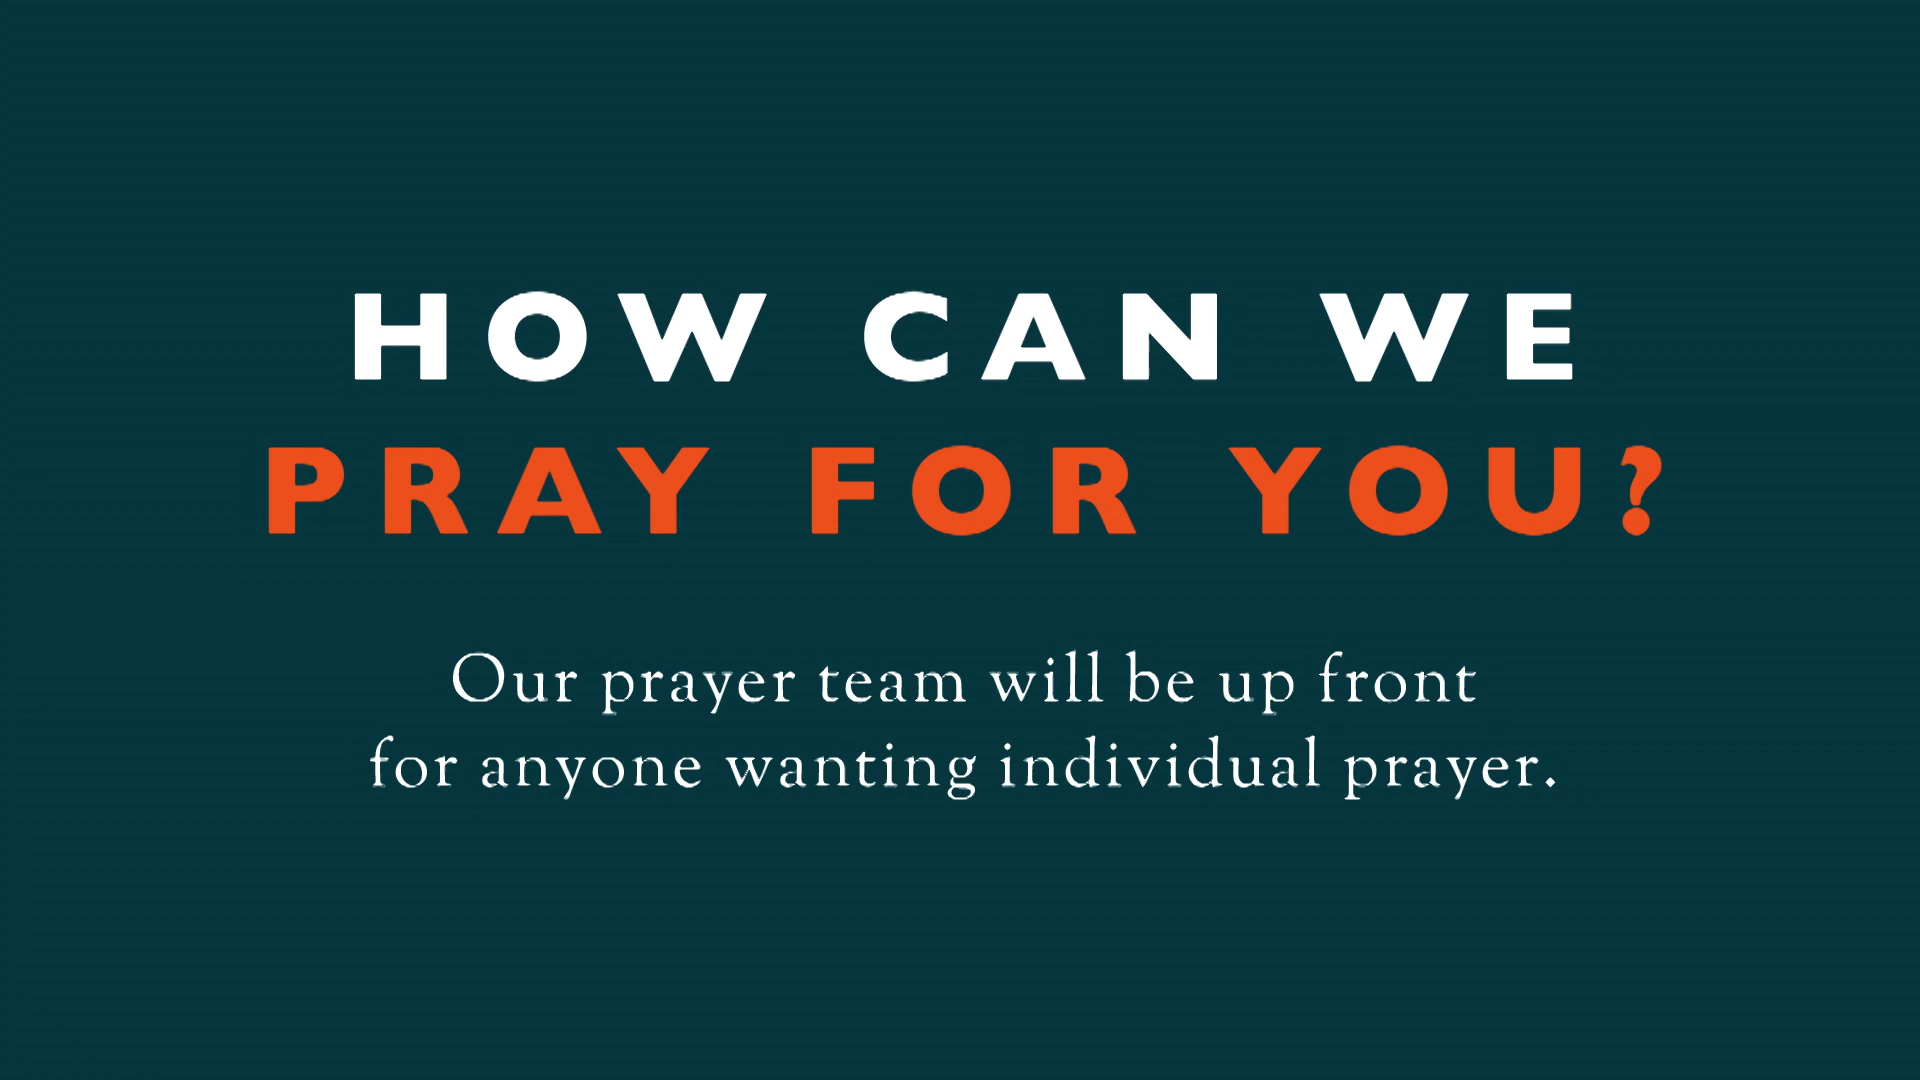 HOW CAN WE
PRAY FOR YOU?
Our prayer team will be up front
for anyone wanting individual prayer.